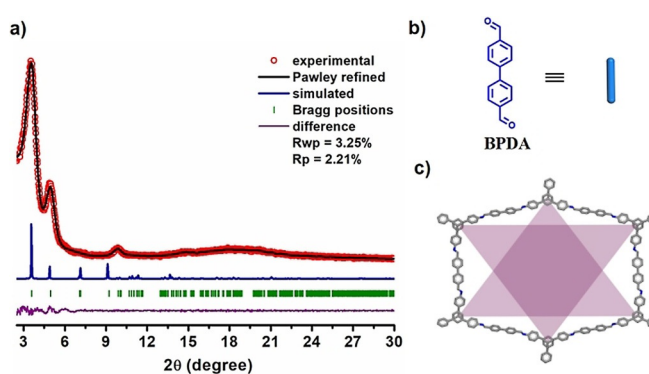 a)
experimental
Pawley refined
simulated
Bragg positions
difference
Rwp = 3.25%
Rp = 2.21%
3 6 9 12 15 18 21 24 27 30
2θ (degree)
b)
O
O
BPDA
c)